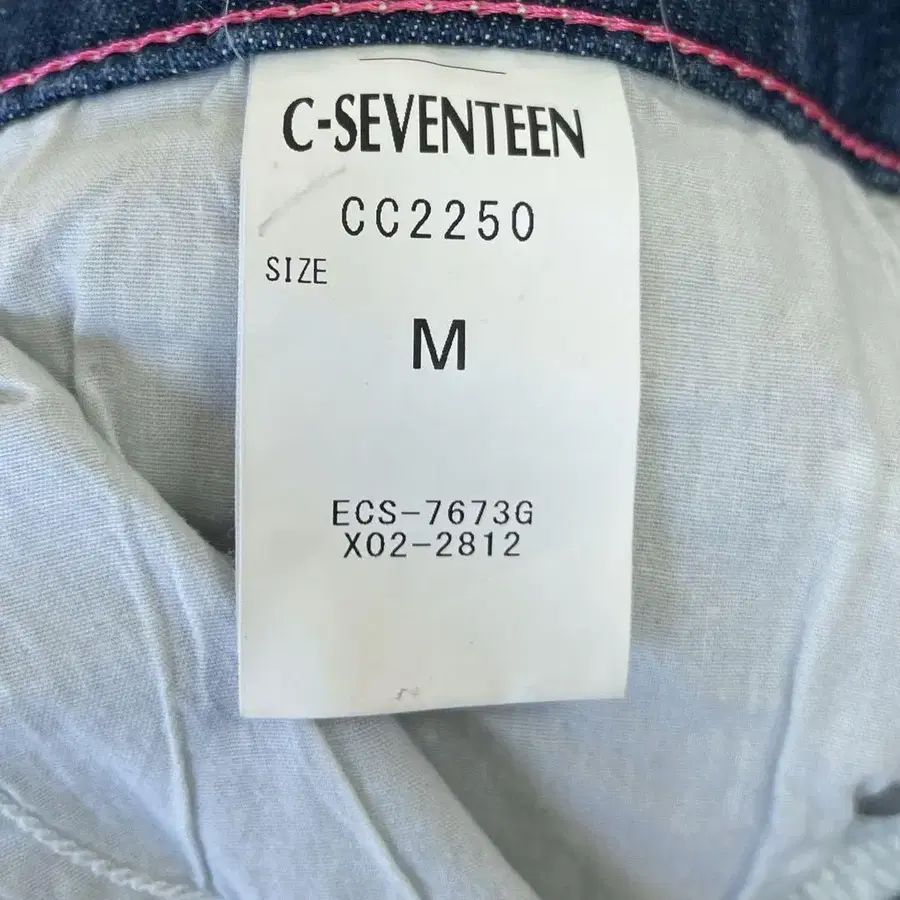 C-SEVENTEEN
CC2250
SIZE
M
ECS-7673G
X02-2812